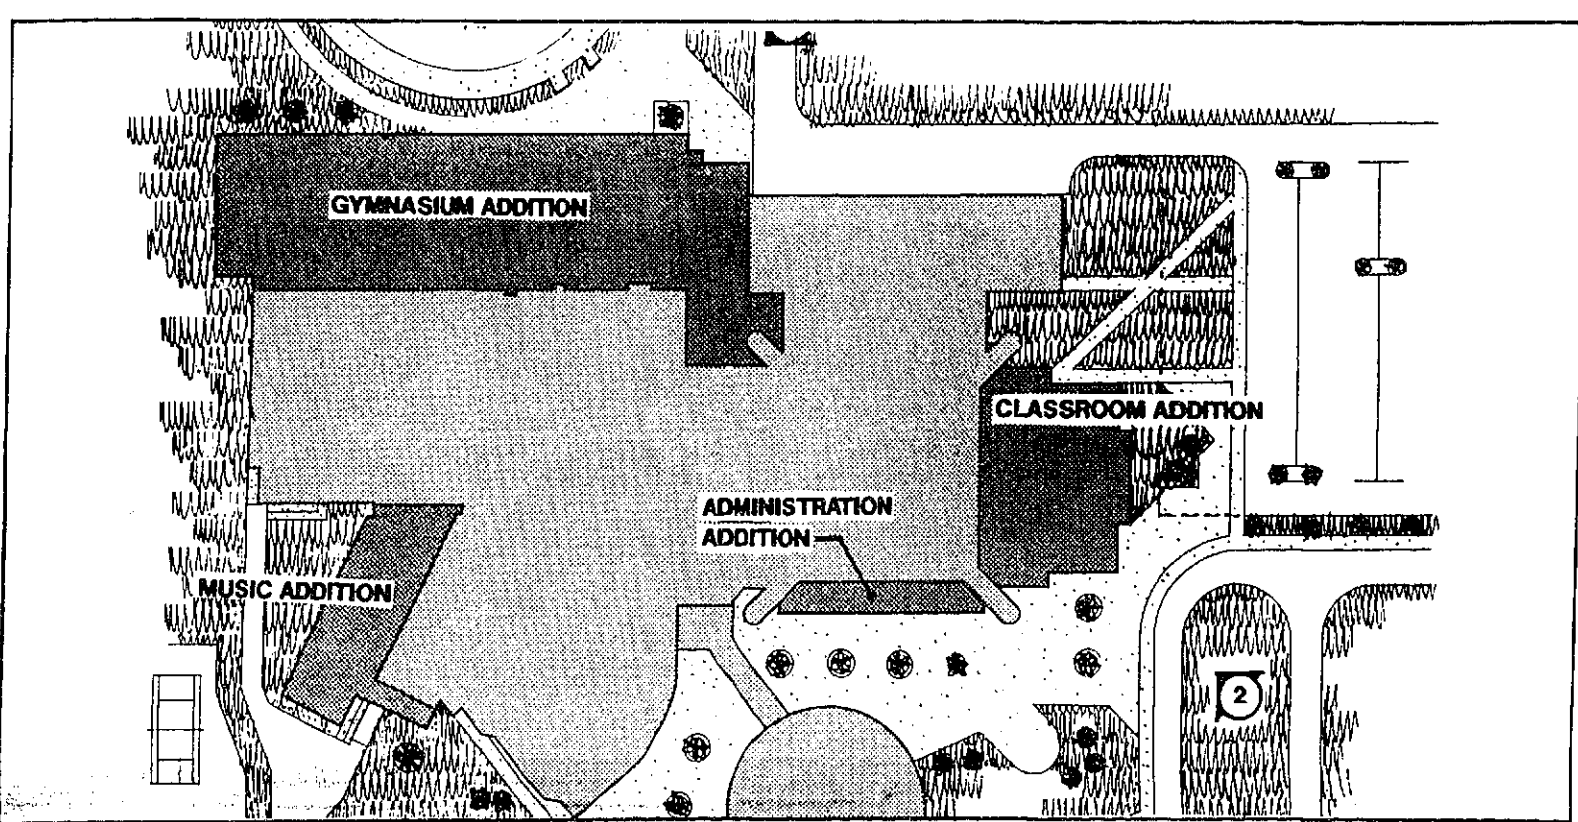 GYMNASIUM ADDITION
CLASSROOM ADDITION
ADMINISTRATION
ADDITION
MUSIC ADDITION
2